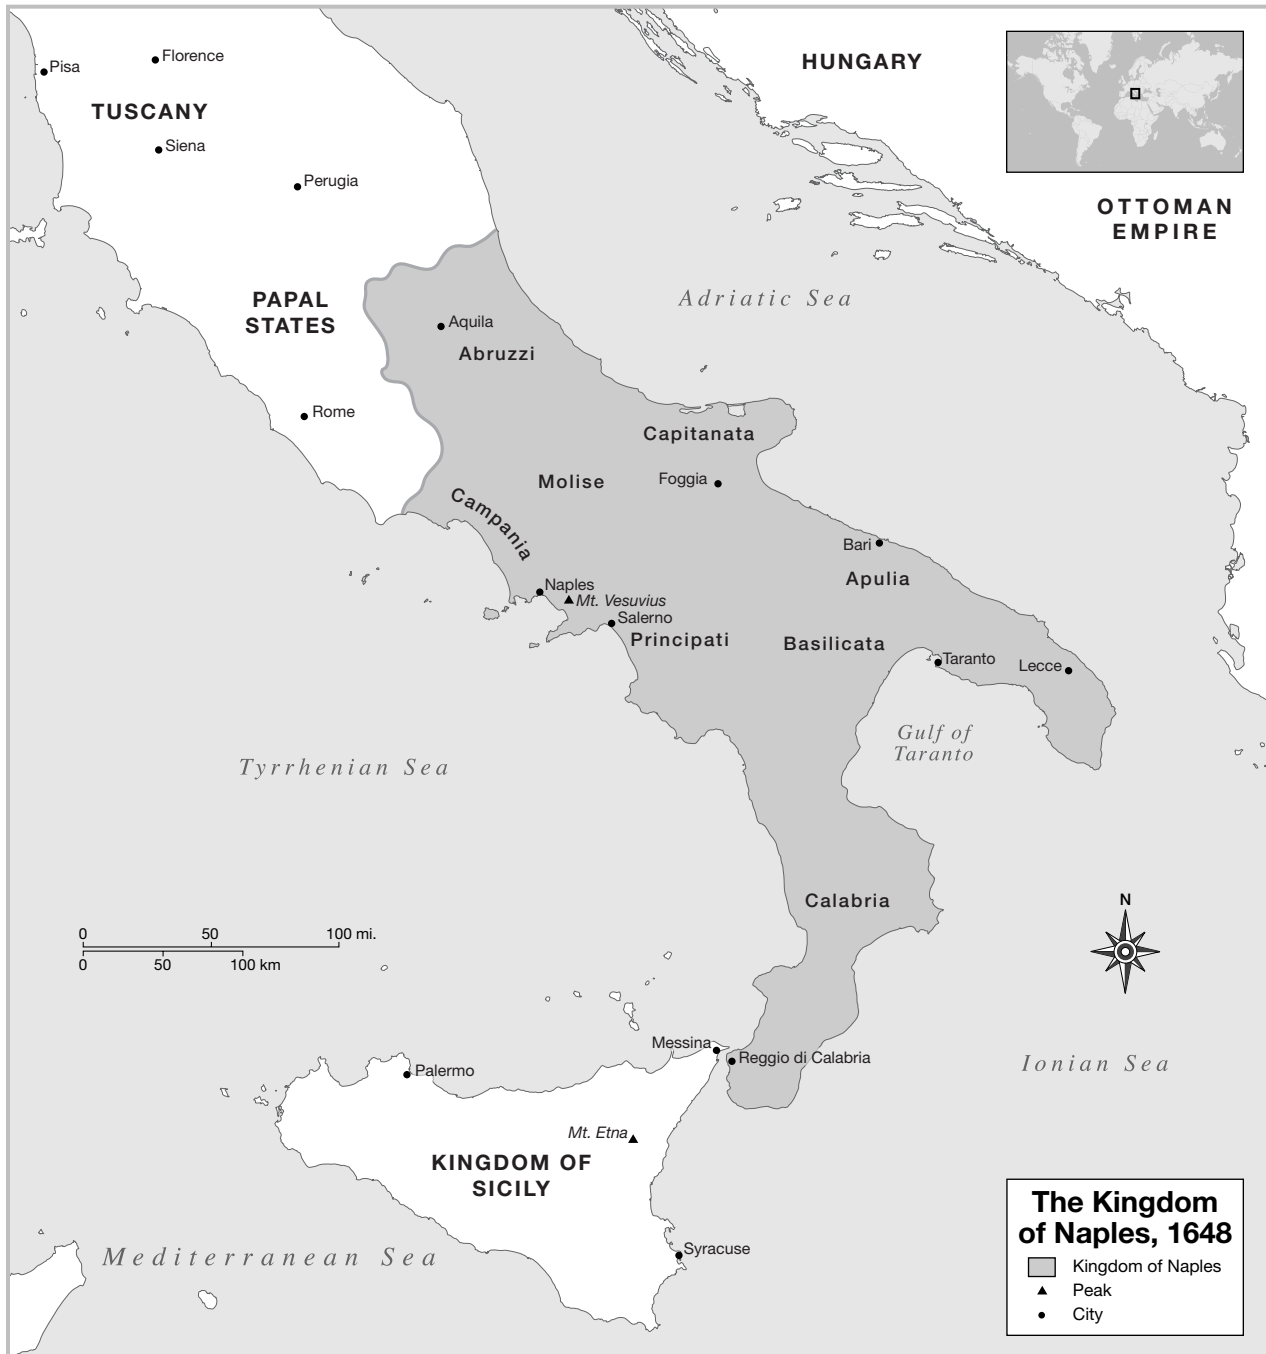 Pisa
Florence
TUSCANY
Siena
Perugia
HUNGARY
OTTOMAN
EMPIRE
PAPAL
STATES
Adriatic Sea
Aquila
Abruzzi
Rome
Capitanata
Molise
Foggia
Campania
Bari
Apulia
Naples
Mt. Vesuvius
Salerno
Principati
Basilicata
Taranto
Lecce
Gulf of
Taranto
Tyrrhenian Sea
Calabria
N
0 50 100 mi.
0 50 100 km
Messina
Reggio di Calabria
Ionian Sea
Palermo
Mt. Etna
KINGDOM OF
SICILY
Syracuse
Mediterranean Sea
The Kingdom
of Naples, 1648
Kingdom of Naples
Peak
City